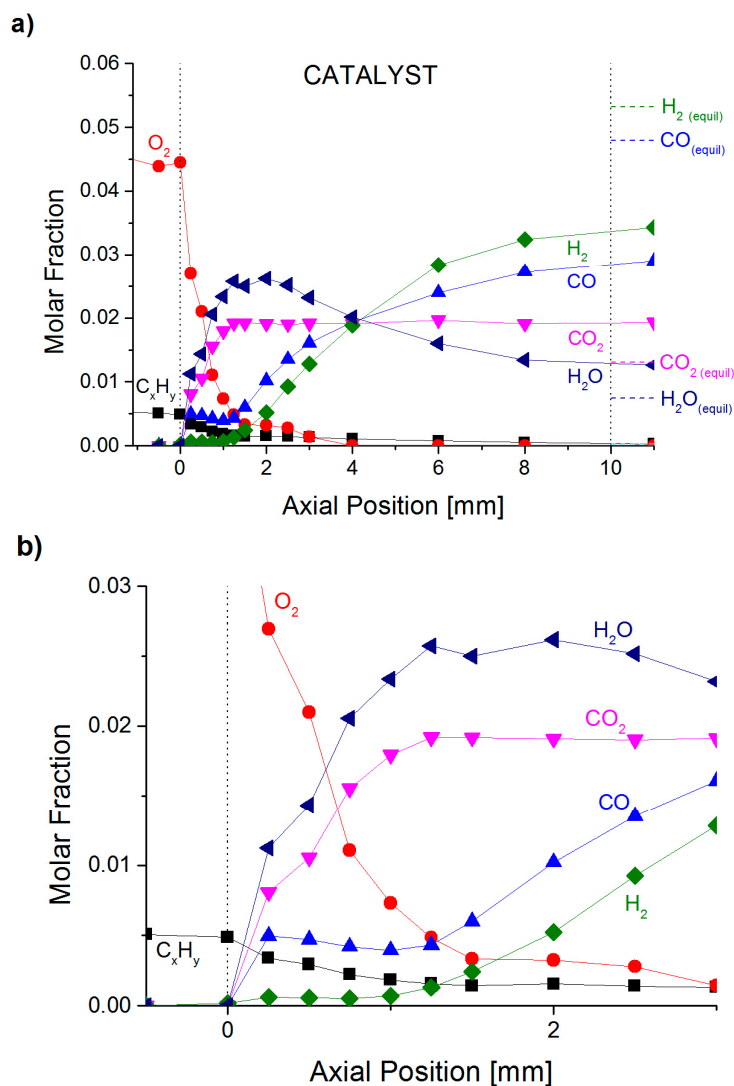 a)
CATALYST
0.06
0.05
0.04
0.03
0.02
0.01
0.00
Molar Fraction
O2
CxHy
H2
CO
CO2
H2O
H2 (equil)
CO(equil)
CO2 (equil)
H2O(equil)
0 2 4 6 8 10
Axial Position [mm]
b)
0.03
0.02
0.01
0.00
Molar Fraction
O2
H2O
CO2
CO
H2
CxHy
0 2
Axial Position [mm]